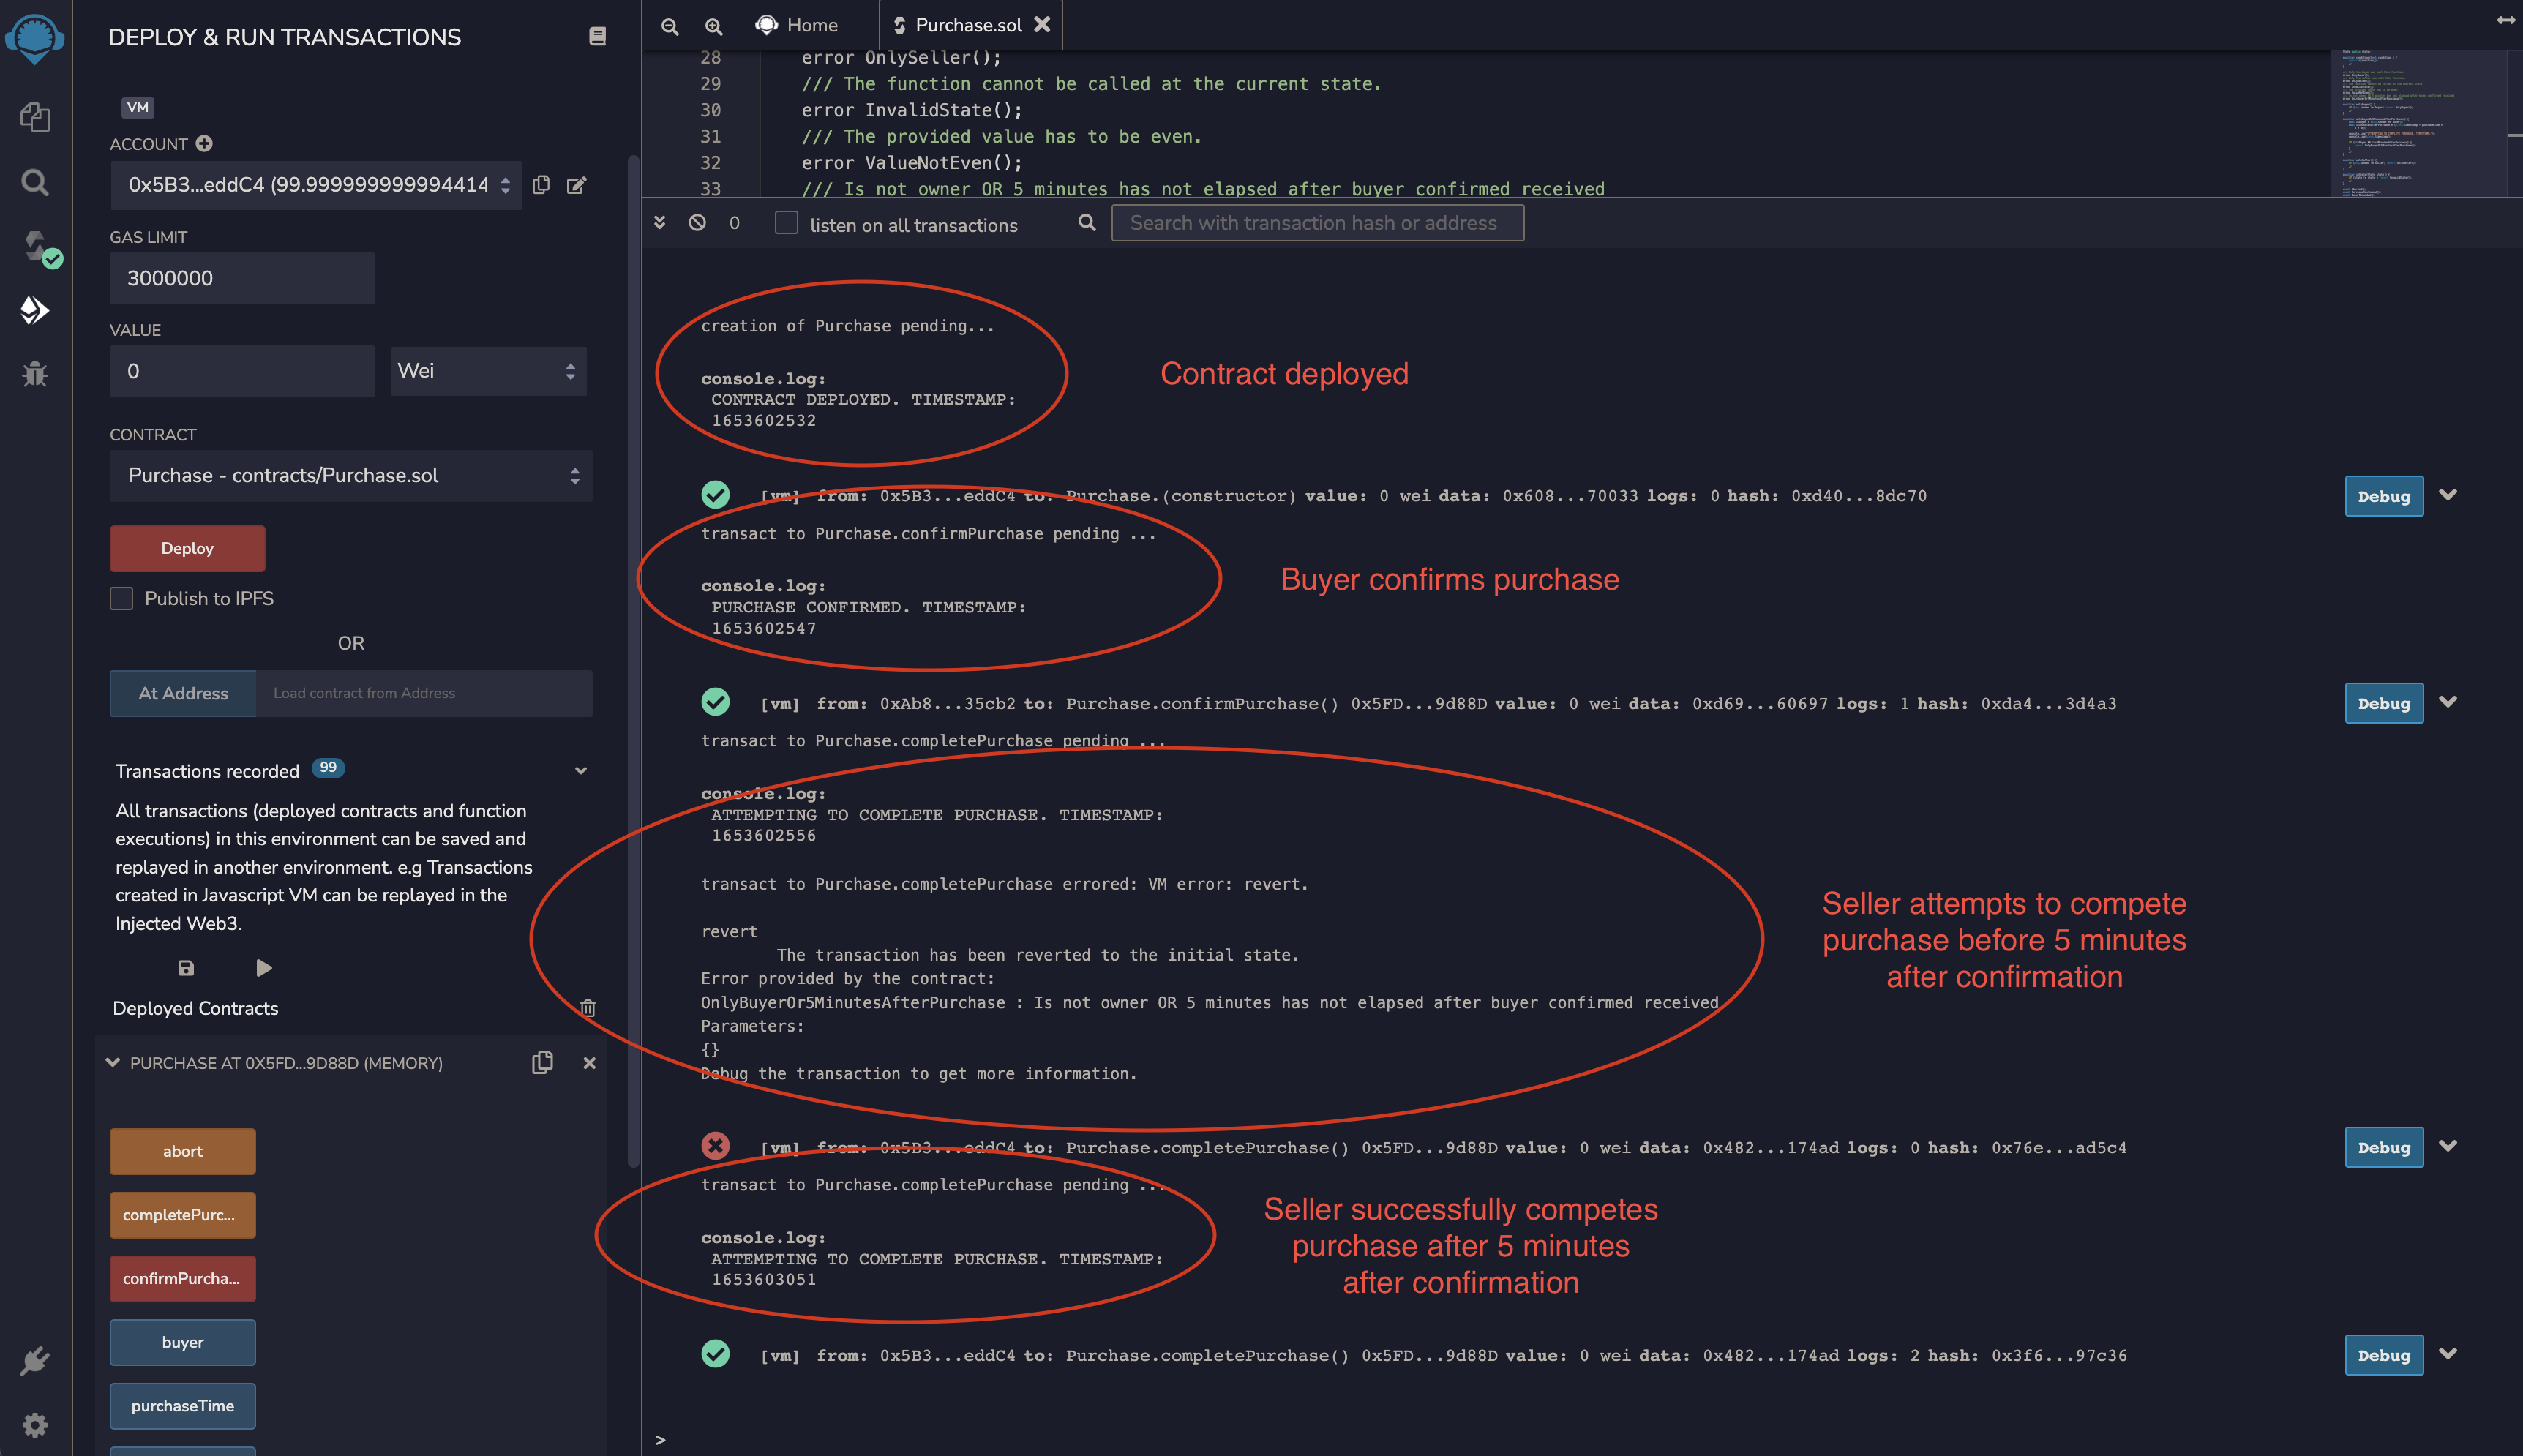 DEPLOY & RUN TRANSACTIONS
VM
ACCOUNT
0x5B3...eddC4 (99.999999999994414
GAS LIMIT
3000000
VALUE
0
Wei
CONTRACT
Purchase - contracts/Purchase.sol
Deploy
Publish to IPFS
OR
At Address
Load contract from Address
Transactions recorded 99
All transactions (deployed contracts and function
executions) in this environment can be saved and
replayed in another environment. e.g Transactions
created in Javascript VM can be replayed in the
Injected Web3.
Deployed Contracts
PURCHASE AT 0X5FD...9D88D (MEMORY)
abort
completePurc...
confirmPurcha...
buyer
purchaseTime
Home
Purchase.sol
28 error OnlySeller();
29 /// The function cannot be called at the current state.
30 error InvalidState();
31 /// The provided value has to be even.
32 error ValueNotEven();
33 /// Is not owner OR 5 minutes has not elapsed after buyer confirmed received
0
listen on all transactions
Search with transaction hash or address
creation of Purchase pending...
console.log:
CONTRACT DEPLOYED. TIMESTAMP:
1653602532
Contract deployed
[vm] from: 0x5B3...eddC4 to: Purchase.(constructor) value: 0 wei data: 0x608...70033 logs: 0 hash: 0xd40...8dc70
Debug
transact to Purchase.confirmPurchase pending ...
console.log:
PURCHASE CONFIRMED. TIMESTAMP:
1653602547
Buyer confirms purchase
[vm] from: 0xAb8...35cb2 to: Purchase.confirmPurchase() 0x5FD...9d88D value: 0 wei data: 0xd69...60697 logs: 1 hash: 0xda4...3d4a3
Debug
transact to Purchase.completePurchase pending ...
console.log:
ATTEMPTING TO COMPLETE PURCHASE. TIMESTAMP:
1653602556
transact to Purchase.completePurchase errored: VM error: revert.
revert
The transaction has been reverted to the initial state.
Error provided by the contract:
OnlyBuyerOr5MinutesAfterPurchase : Is not owner OR 5 minutes has not elapsed after buyer confirmed received
Parameters:
{}
Debug the transaction to get more information.
Seller attempts to compete
purchase before 5 minutes
after confirmation
[vm] from: 0x5B3...eddC4 to: Purchase.completePurchase() 0x5FD...9d88D value: 0 wei data: 0x482...174ad logs: 0 hash: 0x76e...ad5c4
Debug
transact to Purchase.completePurchase pending ...
console.log:
ATTEMPTING TO COMPLETE PURCHASE. TIMESTAMP:
1653603051
Seller successfully competes
purchase after 5 minutes
after confirmation
[vm] from: 0x5B3...eddC4 to: Purchase.completePurchase() 0x5FD...9d88D value: 0 wei data: 0x482...174ad logs: 2 hash: 0x3f6...97c36
Debug
>